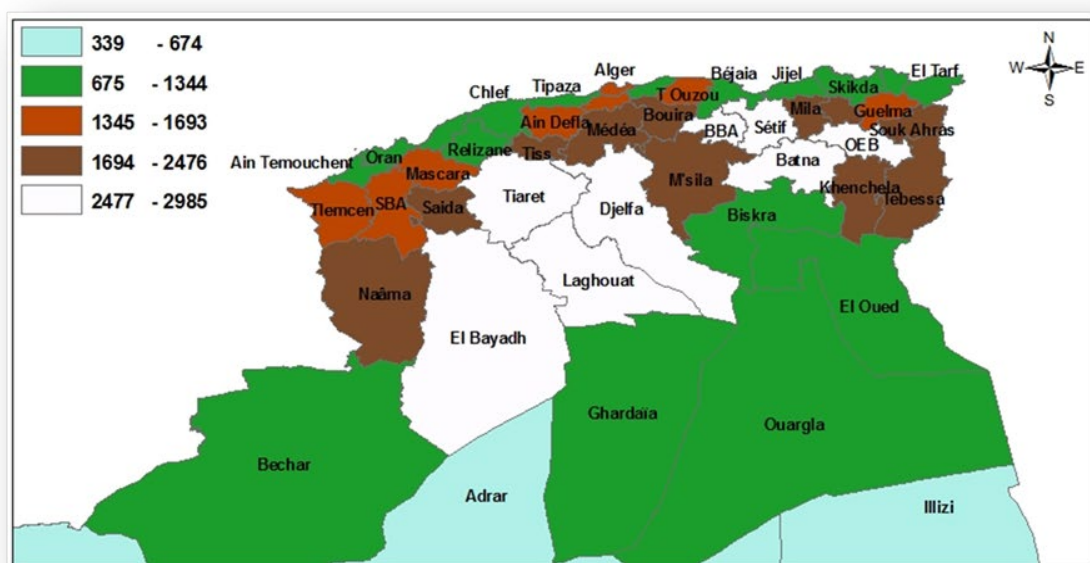 339 - 674
675 - 1344
1345 - 1693
1694 - 2476
2477 - 2985
N
W E
S
Alger
Béjaia
Jijel
El Tarf
Tipaza
Skikda
Chlef
T Ouzou
Mila
Guelma
Ain Defla
Bouira
Médéa
BBA
Sétif
Souk Ahras
OEB
Oran
Relizane
Tiss
Ain Temouchent
Batna
Mascara
M'sila
Khenchela
Tebessa
Tlemcen
SBA
Saida
Tiaret
Djelfa
Biskra
Laghouat
Naâma
El Oued
El Bayadh
Ghardaïa
Ouargla
Bechar
Adrar
Illizi